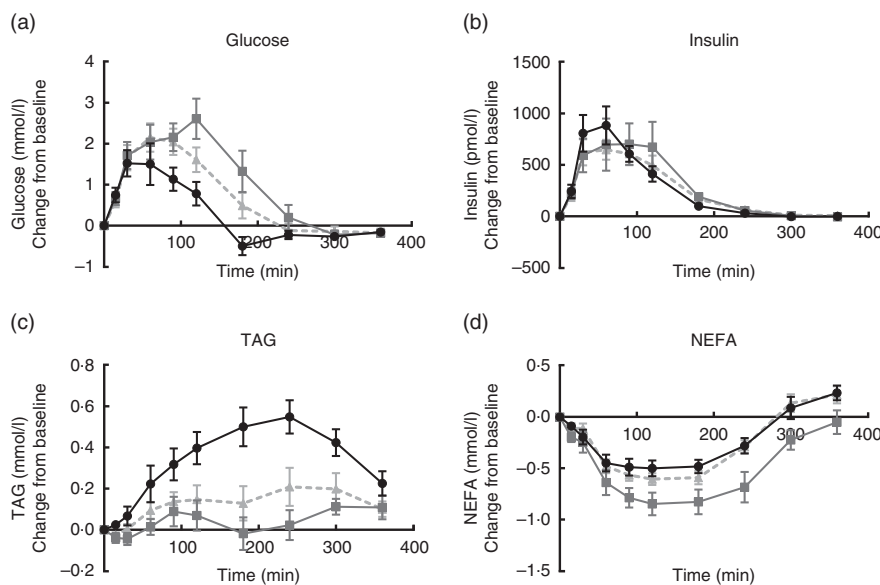 (a)
Glucose
Glucose (mmol/l)
Change from baseline
4
3
2
1
0
–1
100
200
300
400
Time (min)
(b)
Insulin
Insulin (pmol/l)
Change from baseline
1500
1000
500
0
–500
100
200
300
400
Time (min)
(c)
TAG
TAG (mmol/l)
Change from baseline
0·8
0·6
0·4
0·2
0·0
–0·2
100
200
300
400
Time (min)
(d)
NEFA
NEFA (mmol/l)
Change from baseline
0·5
0·0
–0·5
–1·0
–1·5
100
200
300
400
Time (min)